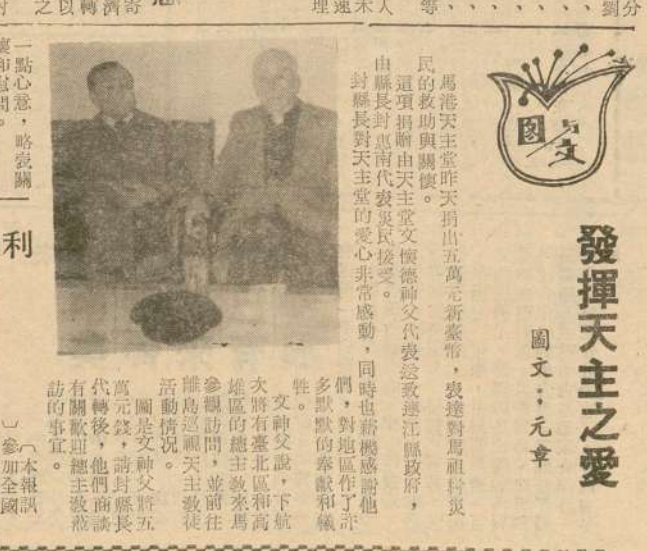 圖与文
發揮天主之愛
圖文：元章
馬港天主堂昨天捐出五萬元新臺幣，表達對馬祖村災
民的救助與關懷。
這項捐贈由天主堂文懷德神父代表送致連江縣政府，
由縣長封惠南代表災民接受。
封縣長對天主堂的愛心非常感動，同時也藉機感謝他
們，對地區作了許
多默默的奉獻和犧
牲。
文神父說，下航
次將有臺北區和高
雄區的總主教來馬
參觀訪問，並前往
離島巡視天主教徒
活動情況。
圖是文神父將五
萬元錢，請封縣長
代轉後，他們商談
有關歡迎總主教蒞
訪的事宜。
一點心意，略表關
利
〔本報訊
參加全國